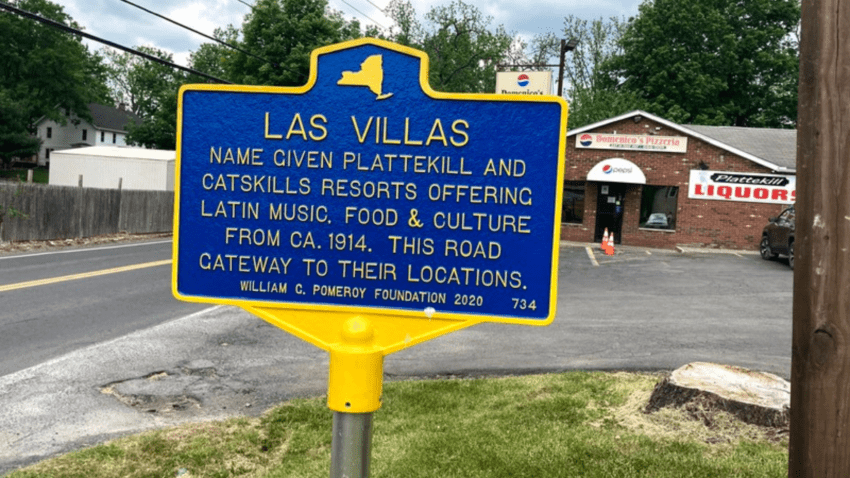 LAS VILLAS
NAME GIVEN PLATTEKILL AND
CATSKILLS RESORTS OFFERING
LATIN MUSIC, FOOD & CULTURE
FROM CA. 1914. THIS ROAD
GATEWAY TO THEIR LOCATIONS.
WILLIAM G. POMEROY FOUNDATION 2020 734
Domenico's
Domenico's Pizzeria
pepsi
Plattekill
LIQUORS